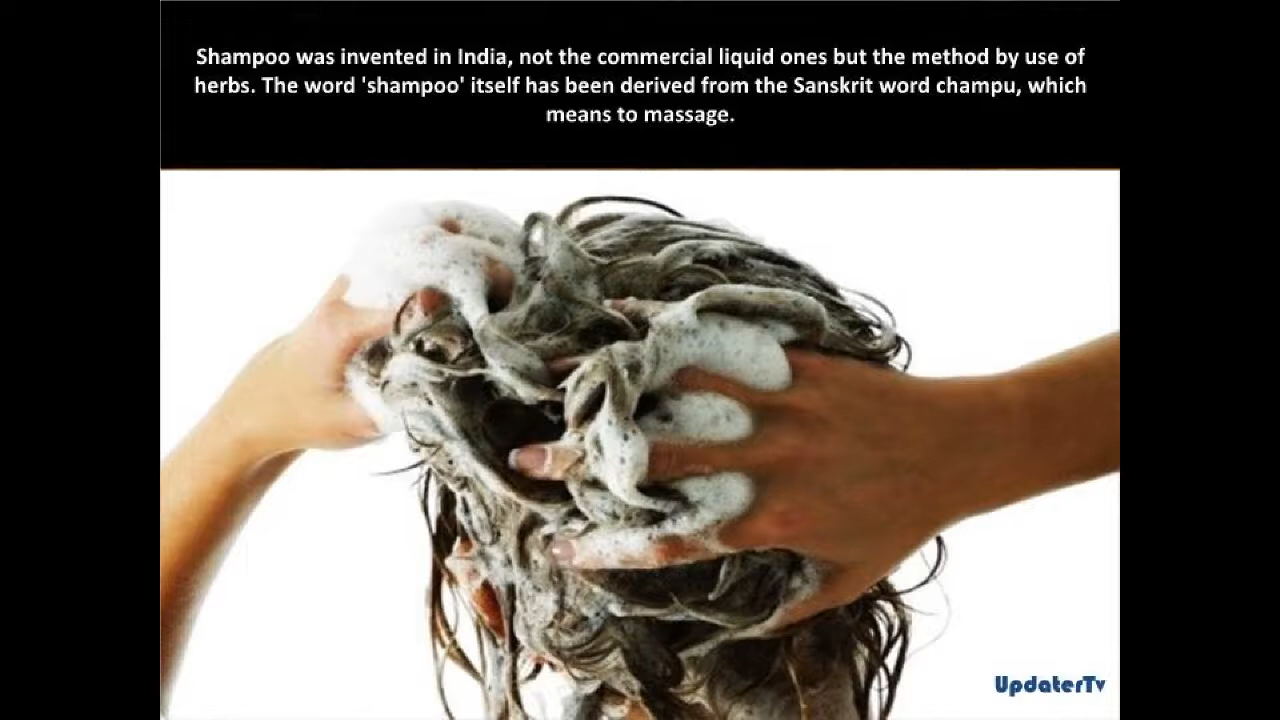 Shampoo was invented in India, not the commercial liquid ones but the method by use of
herbs. The word 'shampoo' itself has been derived from the Sanskrit word champu, which
means to massage.
UpdaterTv